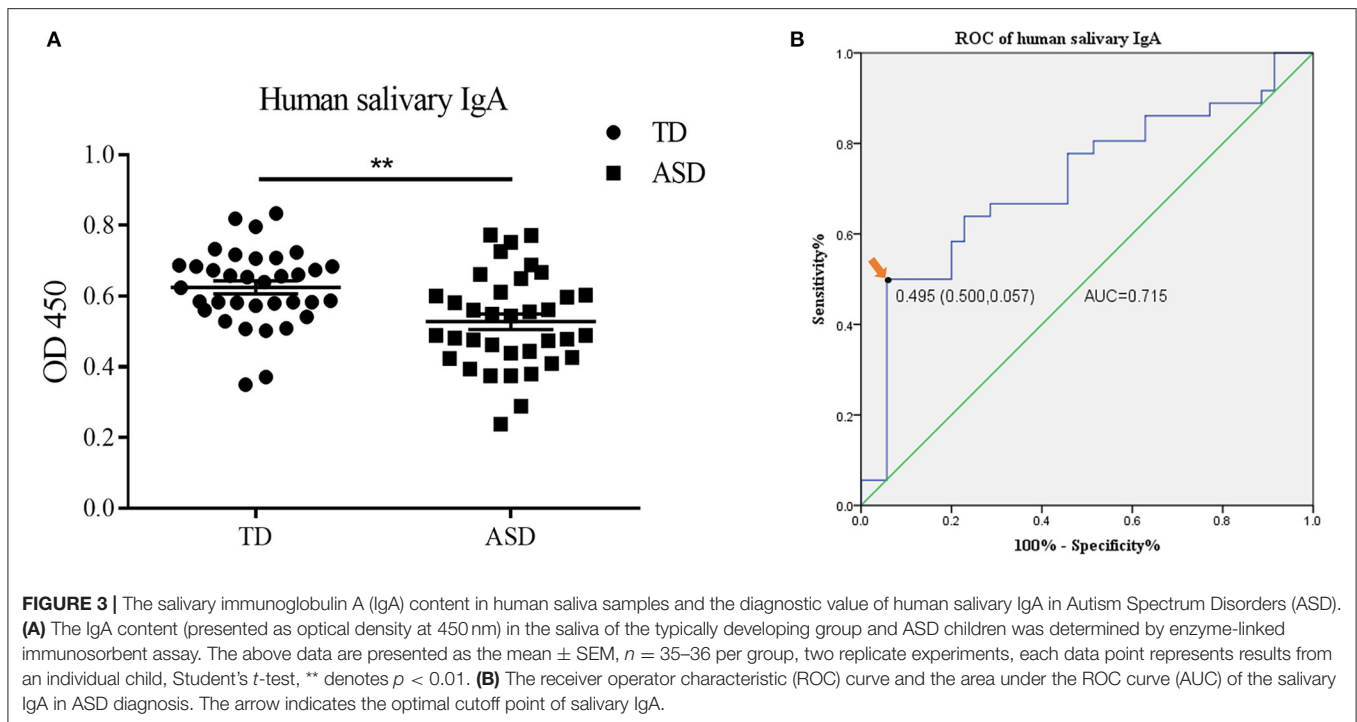 A
Human salivary IgA
TD
ASD
**
OD 450
1.0
0.8
0.6
0.4
0.2
0.0
TD
ASD
B
ROC of human salivary IgA
Sensitivity%
1.0
0.8
0.6
0.4
0.2
0.0
0.495 (0.500,0.057)
AUC=0.715
0.0 0.2 0.4 0.6 0.8 1.0
100% - Specificity%
FIGURE 3 | The salivary immunoglobulin A (IgA) content in human saliva samples and the diagnostic value of human salivary IgA in Autism Spectrum Disorders (ASD).
(A) The IgA content (presented as optical density at 450 nm) in the saliva of the typically developing group and ASD children was determined by enzyme-linked
immunosorbent assay. The above data are presented as the mean ± SEM, n = 35–36 per group, two replicate experiments, each data point represents results from
an individual child, Student's t-test, ** denotes p < 0.01. (B) The receiver operator characteristic (ROC) curve and the area under the ROC curve (AUC) of the salivary
IgA in ASD diagnosis. The arrow indicates the optimal cutoff point of salivary IgA.